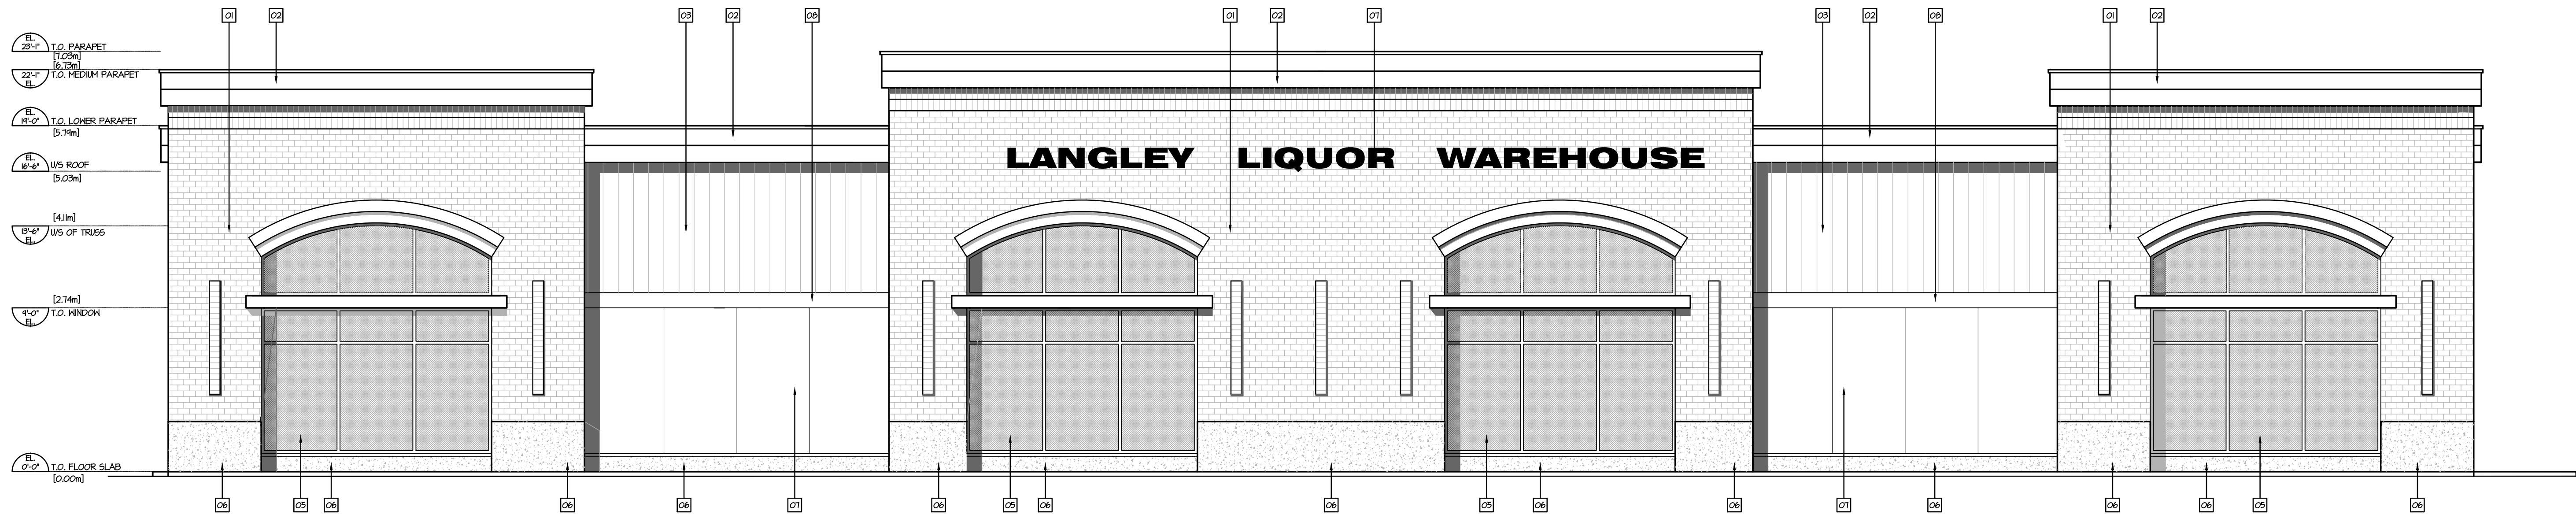 01 02 03 02 08 01 02 07 03 02 08 01 02
EL. 23'-1" T.O. PARAPET
[7.03m]
[6.73m]
22'-1" EL. T.O. MEDIUM PARAPET
EL. 19'-0" T.O. LOWER PARAPET
[5.79m]
LANGLEY LIQUOR WAREHOUSE
EL. 16'-6" U/S ROOF
[5.03m]
[4.11m]
13'-6" EL. U/S OF TRUSS
[2.74m]
9'-0" EL. T.O. WINDOW
EL. 0'-0" T.O. FLOOR SLAB
[0.00m]
06 05 06 06 06 07 06 05 06 06 05 06 06 07 06 06 06 05 06